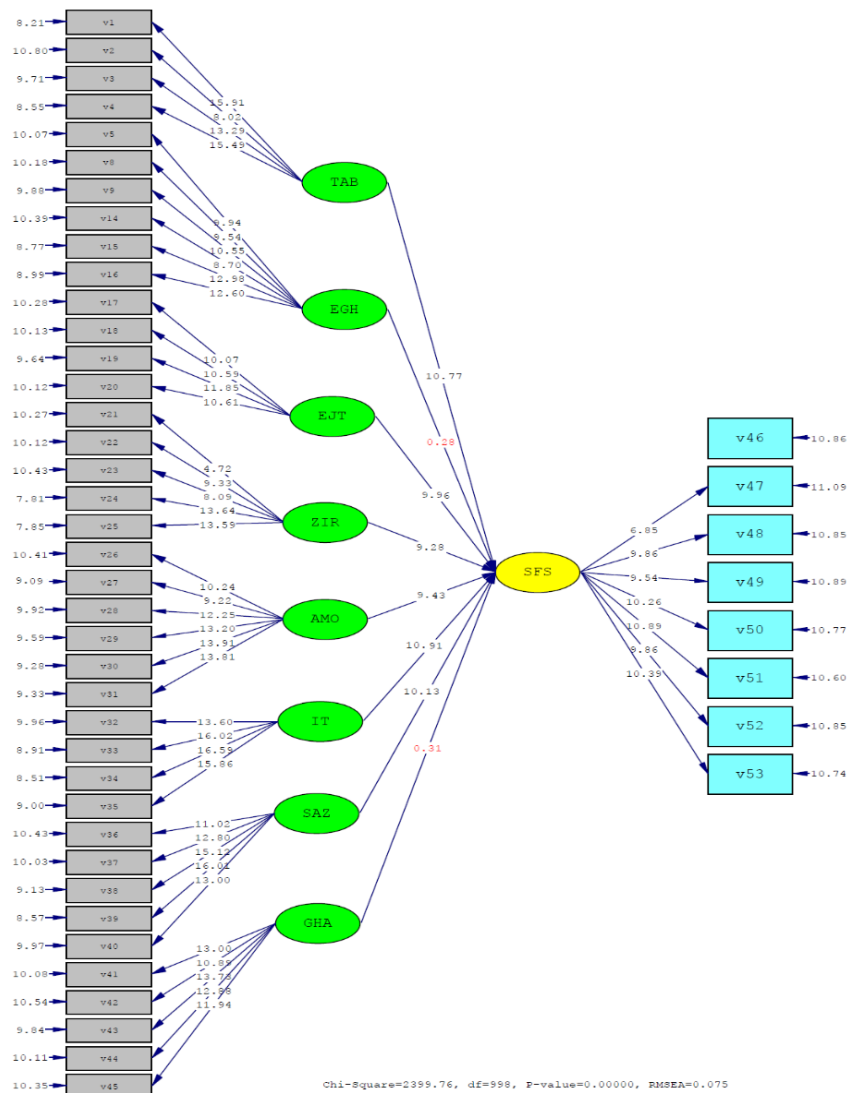 8.21 v1
10.80 v2
9.71 v3
8.55 v4
10.07 v5
10.18 v8
9.88 v9
10.39 v14
8.77 v15
8.99 v16
10.28 v17
10.13 v18
9.64 v19
10.12 v20
10.27 v21
10.12 v22
10.43 v23
7.81 v24
7.85 v25
10.41 v26
9.09 v27
9.92 v28
9.59 v29
9.28 v30
9.33 v31
9.96 v32
8.91 v33
8.51 v34
9.00 v35
10.43 v36
10.03 v37
9.13 v38
8.57 v39
9.97 v40
10.08 v41
10.54 v42
9.84 v43
10.11 v44
10.35 v45
15.91
8.02
13.29
15.49
TAB
9.54
10.55
8.70
12.98
12.60
EGH
10.07
10.59
11.85
10.61
EJT
4.72
9.33
8.09
13.64
13.59
ZIR
10.24
9.22
12.25
13.20
13.91
13.81
AMO
13.60
16.02
16.59
15.86
IT
11.02
12.80
15.12
16.01
13.00
SAZ
13.00
10.89
13.73
12.88
11.94
GHA
10.77
0.28
9.96
9.28
9.43
10.91
10.13
0.31
SFS
6.85
9.86
9.54
10.26
10.89
9.86
10.39
v46 10.86
v47 11.09
v48 10.85
v49 10.89
v50 10.77
v51 10.60
v52 10.85
v53 10.74
Chi-Square=2399.76, df=998, P-value=0.00000, RMSEA=0.075